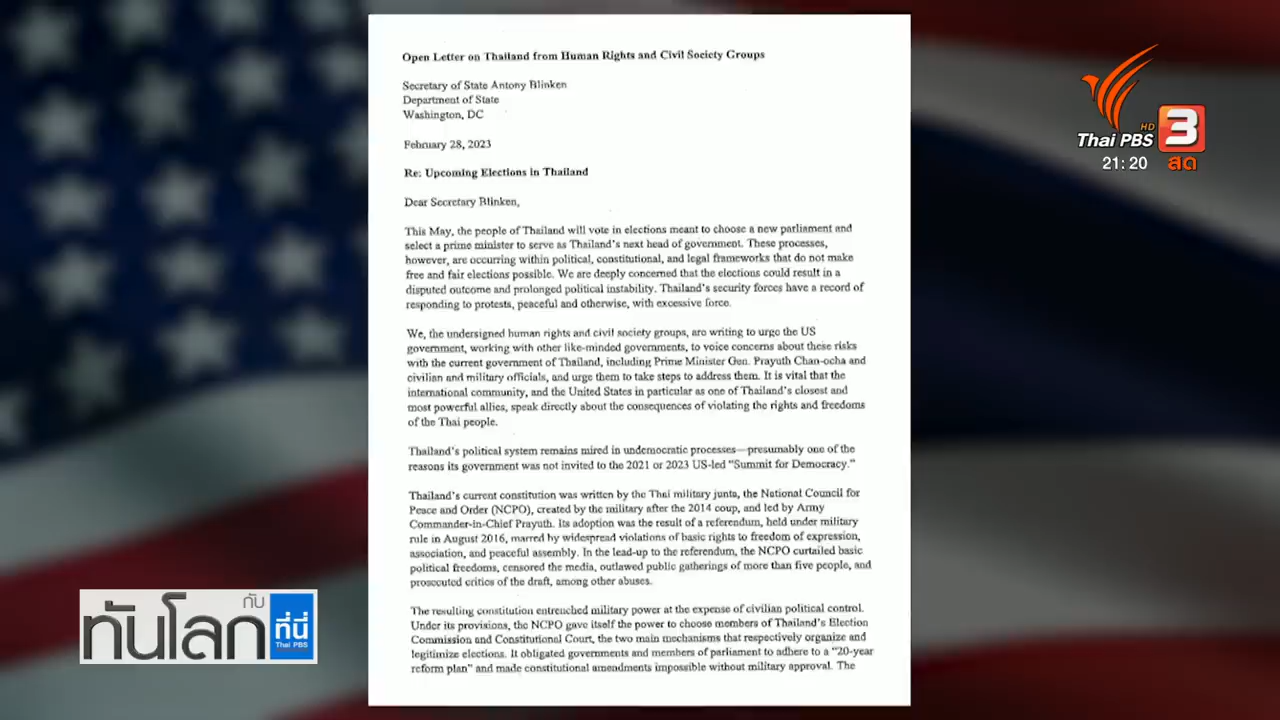 Open Letter on Thailand from Human Rights and Civil Society Groups
Secretary of State Antony Blinken
Department of State
Washington, DC
February 28, 2023
Re: Upcoming Elections in Thailand
Dear Secretary Blinken,
This May, the people of Thailand will vote in elections meant to choose a new parliament and
select a prime minister to serve as Thailand's next head of government. These processes,
however, are occurring within political, constitutional, and legal frameworks that do not make
free and fair elections possible. We are deeply concerned that the elections could result in a
disputed outcome and prolonged political instability. Thailand's security forces have a record of
responding to protests, peaceful and otherwise, with excessive force.
We, the undersigned human rights and civil society groups, are writing to urge the US
government, working with other like-minded governments, to voice concerns about these risks
with the current government of Thailand, including Prime Minister Gen. Prayuth Chan-ocha and
civilian and military officials, and urge them to take steps to address them. It is vital that the
international community, and the United States in particular as one of Thailand's closest and
most powerful allies, speak directly about the consequences of violating the rights and freedoms
of the Thai people.
Thailand's political system remains mired in undemocratic processes—presumably one of the
reasons its government was not invited to the 2021 or 2023 US-led "Summit for Democracy."
Thailand's current constitution was written by the Thai military junta, the National Council for
Peace and Order (NCPO), created by the military after the 2014 coup, and led by Army
Commander-in-Chief Prayuth. Its adoption was the result of a referendum, held under military
rule in August 2016, marred by widespread violations of basic rights to freedom of expression,
association, and peaceful assembly. In the lead-up to the referendum, the NCPO curtailed basic
political freedoms, censored the media, outlawed public gatherings of more than five people, and
prosecuted critics of the draft, among other abuses.
The resulting constitution entrenched military power at the expense of civilian political control.
Under its provisions, the NCPO gave itself the power to choose members of Thailand's Election
Commission and Constitutional Court, the two main mechanisms that respectively organize and
legitimize elections. It obligated governments and members of parliament to adhere to a "20-year
reform plan" and made constitutional amendments impossible without military approval. The
HD
Thai PBS 3
21:20 สด
ทันโลก กับ ที่นี่
Thai PBS